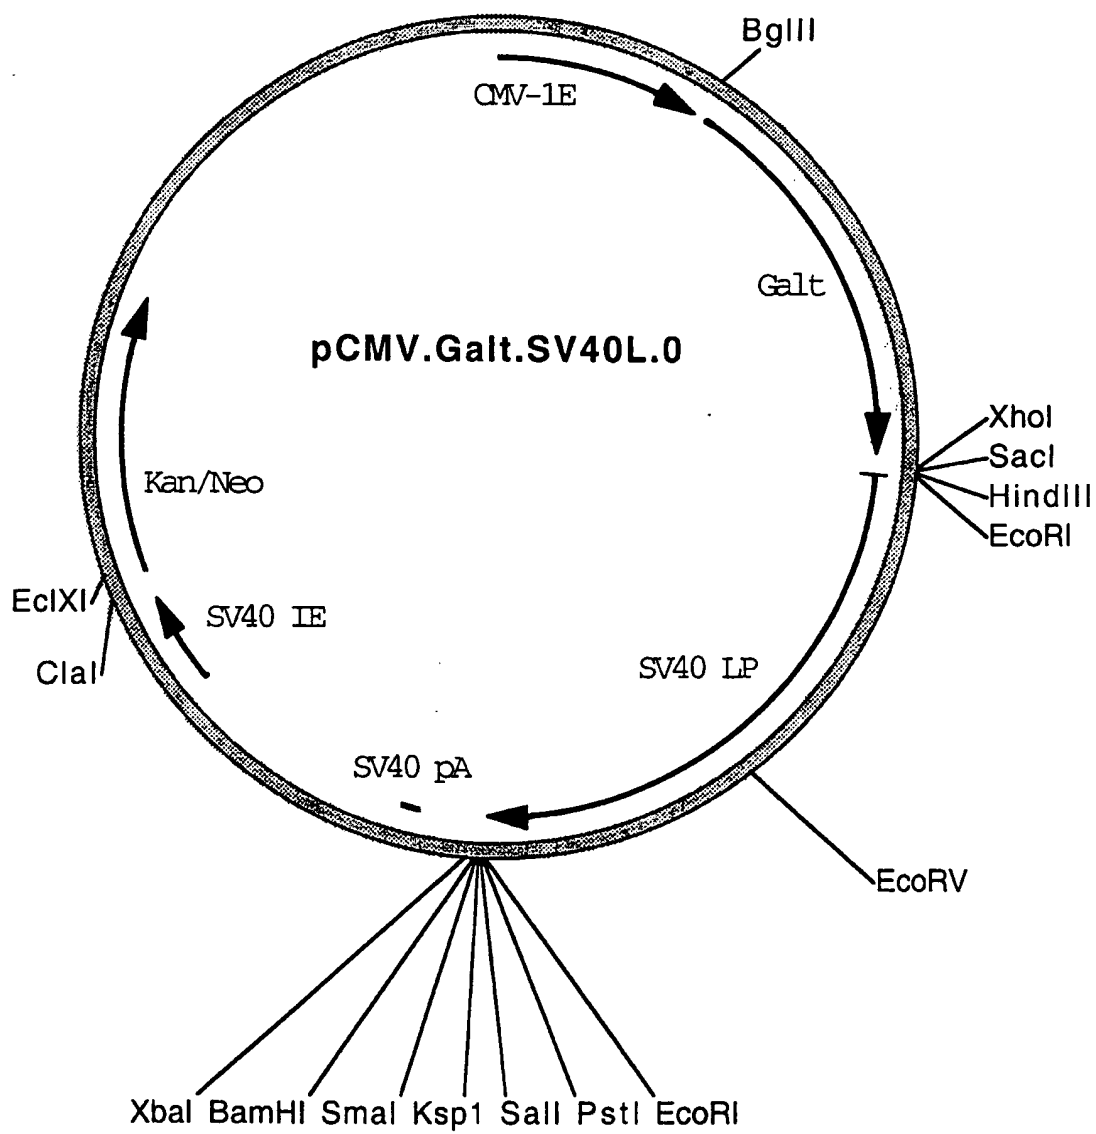 BglII
CMV-1E
Galt
pCMV.Galt.SV40L.0
XhoI
SacI
HindIII
EcoRI
Kan/Neo
EclXI
SV40 IE
ClaI
SV40 LP
SV40 pA
EcoRV
XbaI BamHI SmaI Ksp1 SalI PstI EcoRI